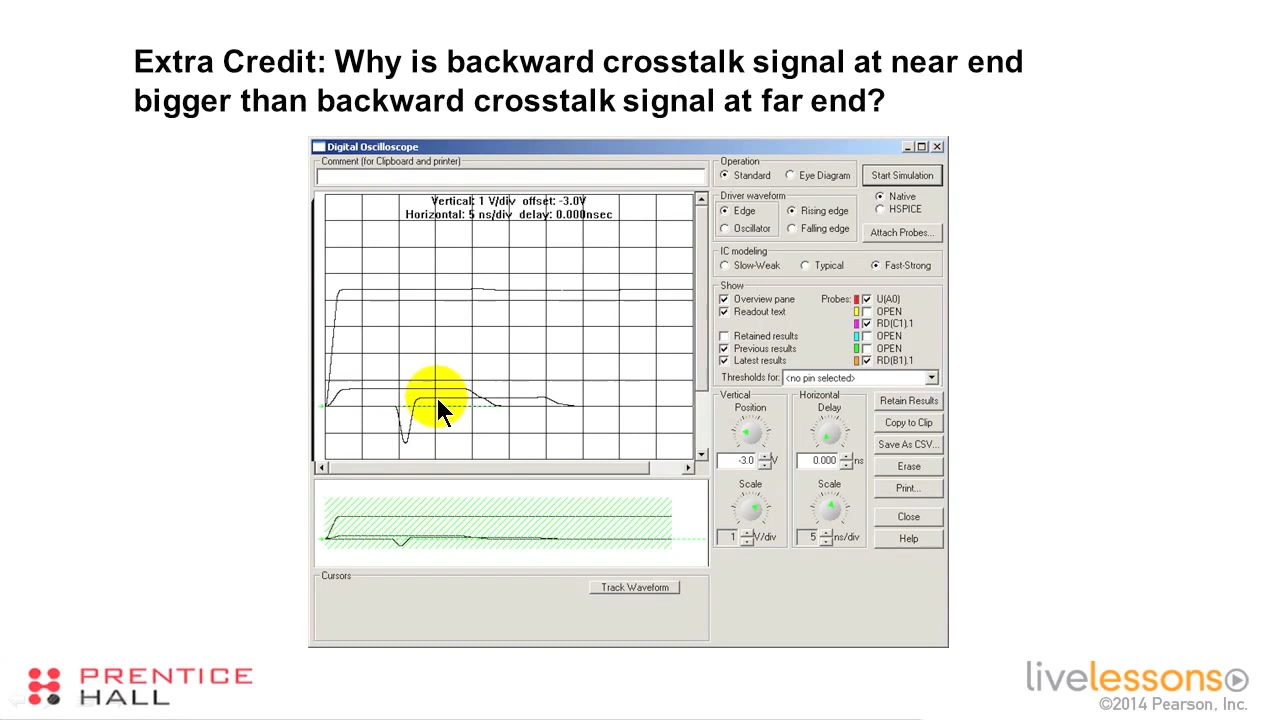 Extra Credit: Why is backward crosstalk signal at near end
bigger than backward crosstalk signal at far end?
Digital Oscilloscope
Comment (for Clipboard and printer)
Vertical: 1 V/div offset: -3.0V
Horizontal: 5 ns/div delay: 0.000nsec
Operation
Standard Eye Diagram
Start Simulation
Driver waveform
Edge Rising edge
Oscillator Falling edge
Native
HSPICE
Attach Probes...
IC modeling
Slow-Weak Typical Fast-Strong
Show
Overview pane Probes: U(A0)
Readout text OPEN
RD(C1).1
Retained results OPEN
Previous results OPEN
Latest results RD(B1).1
Thresholds for: <no pin selected>
Vertical
Position
-3.0 V
Scale
1 V/div
Horizontal
Delay
0.000 ns
Scale
5 ns/div
Retain Results
Copy to Clip
Save As CSV...
Erase
Print...
Close
Help
Cursors
Track Waveform
PRENTICE
HALL
livelessons
©2014 Pearson, Inc.